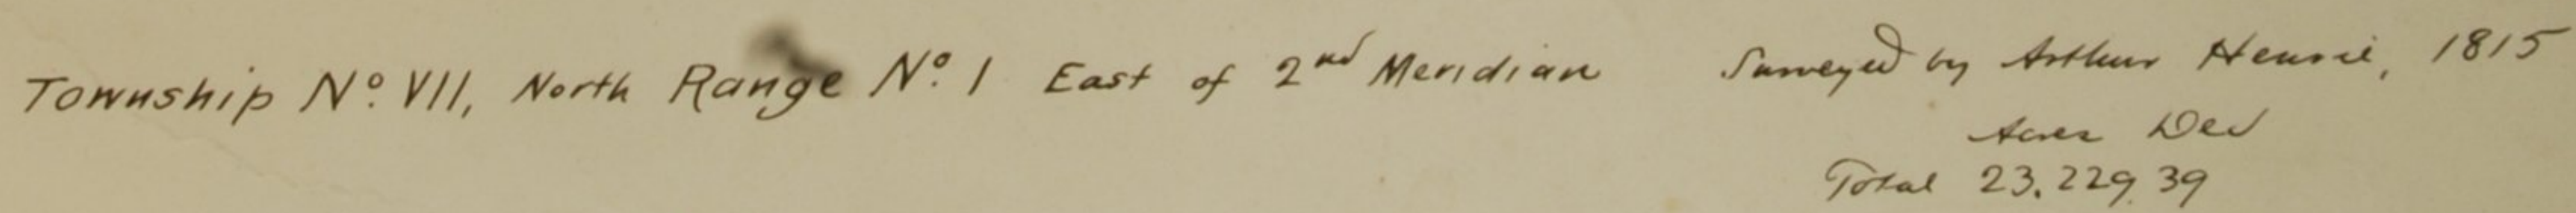 Township Nº. VII, North Range Nº. 1 East of 2nd Meridian Surveyed by Arthur Henrie, 1815
Acres Dec
Total 23.229.39